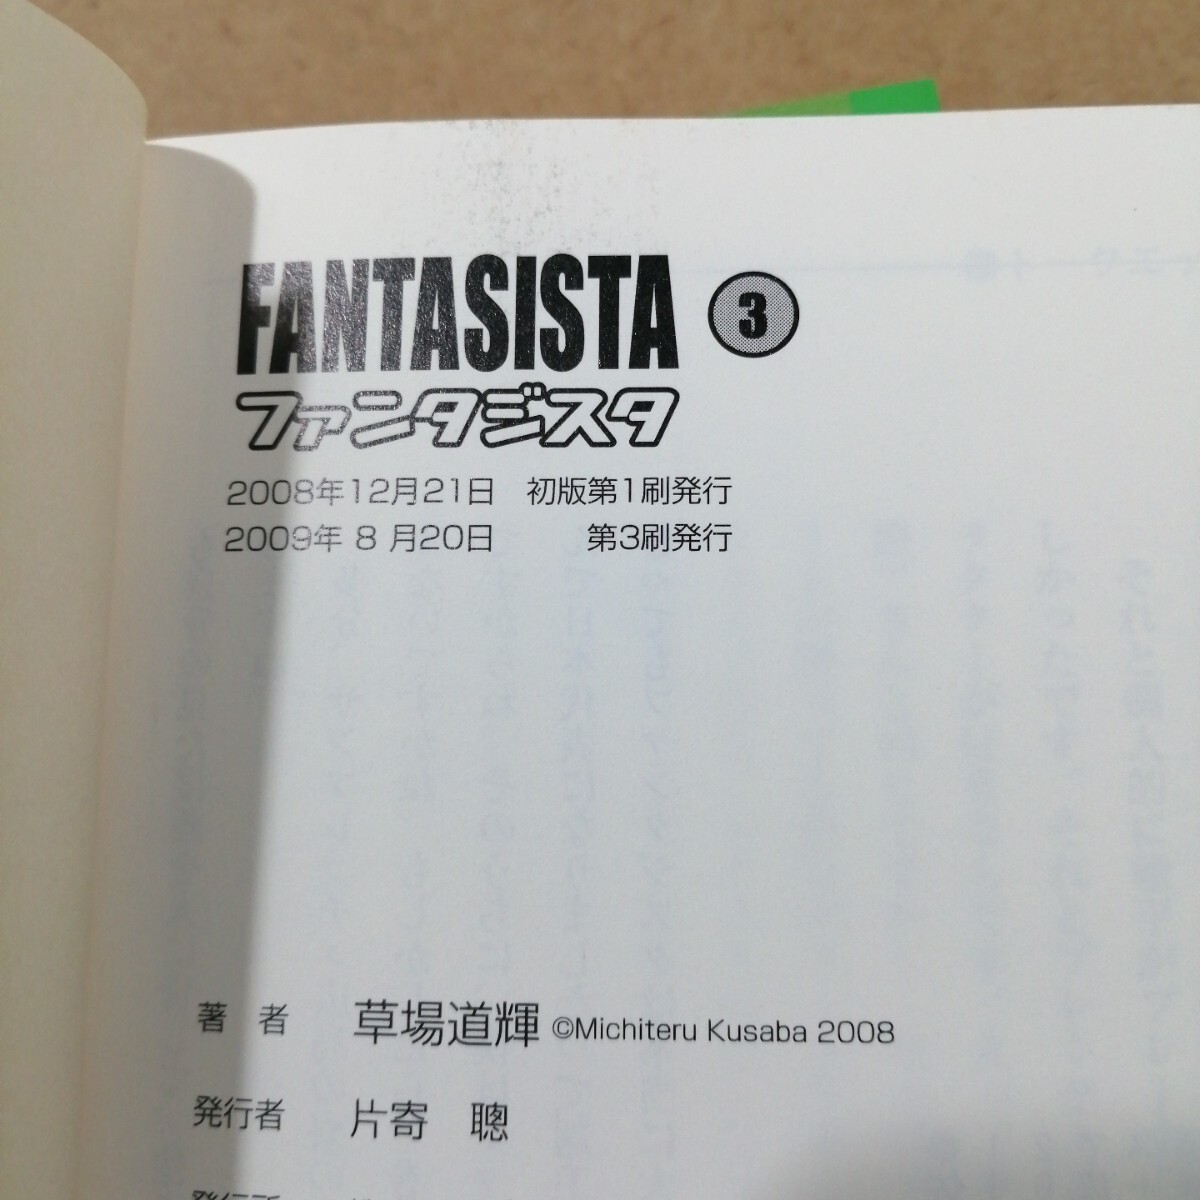 FANTASISTA ③
ファンタジスタ
2008年12月21日 初版第1刷発行
2009年 8 月20日 第3刷発行
著 者 草場道輝 ©Michiteru Kusaba 2008
発行者 片寄 聰
発行所